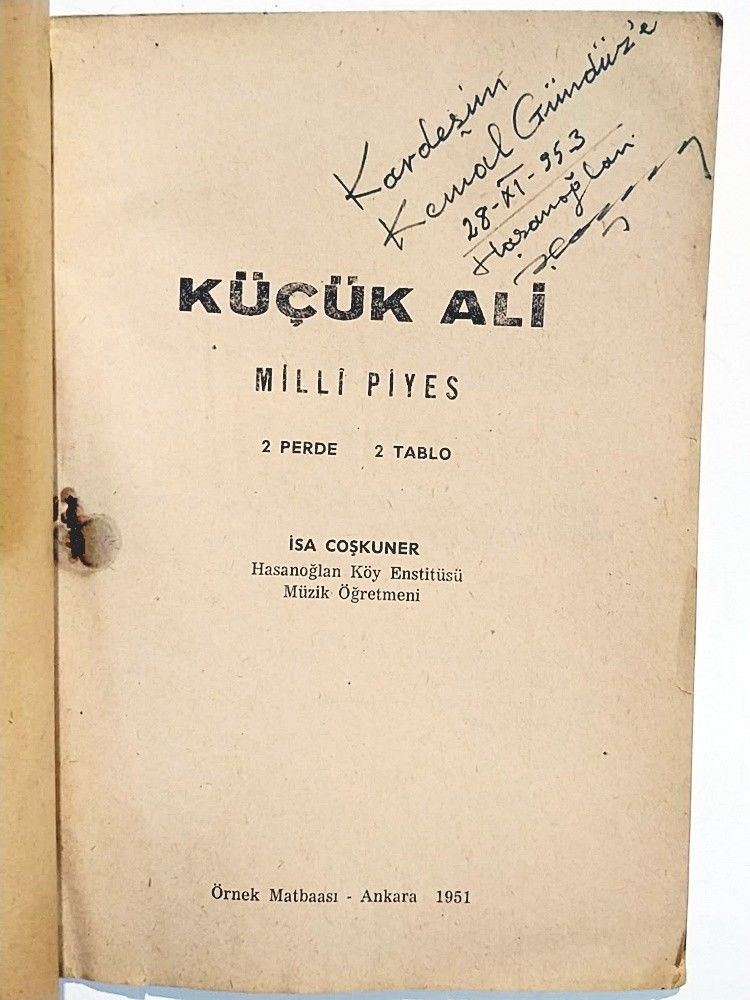 Kardeşim
Kemal Gündüz'e
28-XI-953
Hasanoğlan
KÜÇÜK ALİ
MİLLÎ PİYES
2 PERDE 2 TABLO
İSA COŞKUNER
Hasanoğlan Köy Enstitüsü
Müzik Öğretmeni
Örnek Matbaası - Ankara 1951